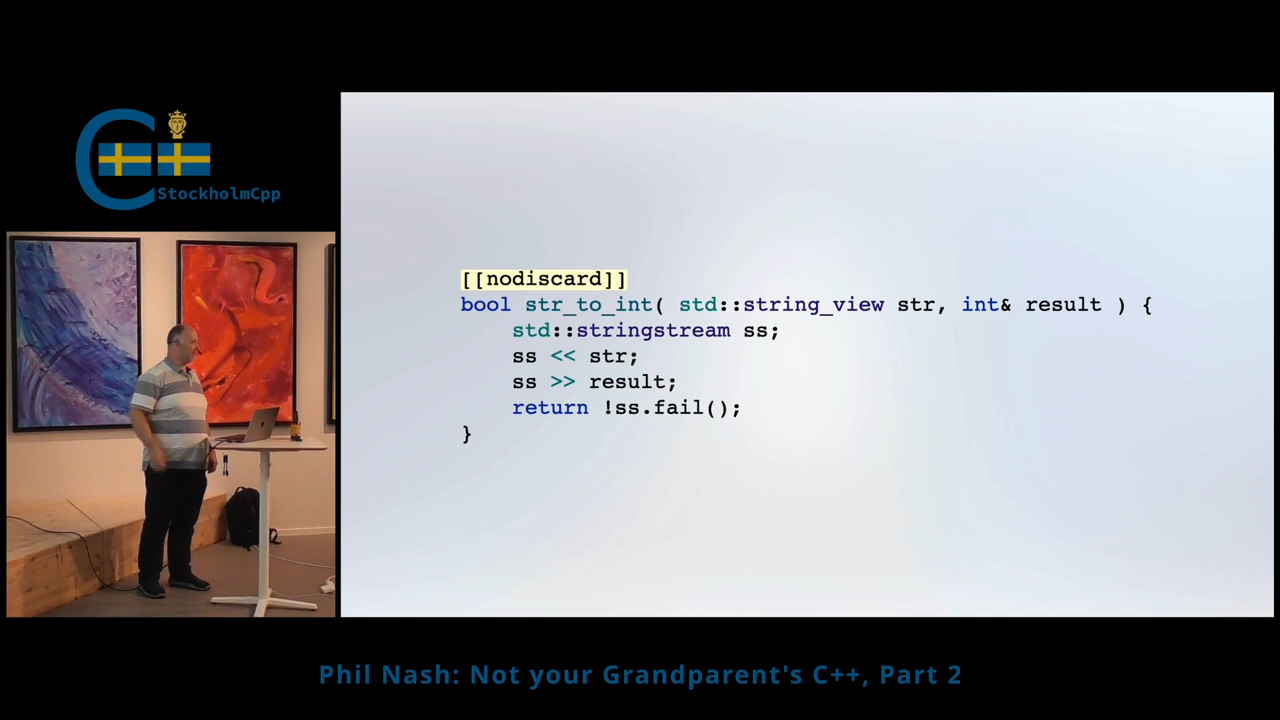 StockholmCpp
[[nodiscard]]
bool str_to_int( std::string_view str, int& result ) {
    std::stringstream ss;
    ss << str;
    ss >> result;
    return !ss.fail();
}
Phil Nash: Not your Grandparent's C++, Part 2